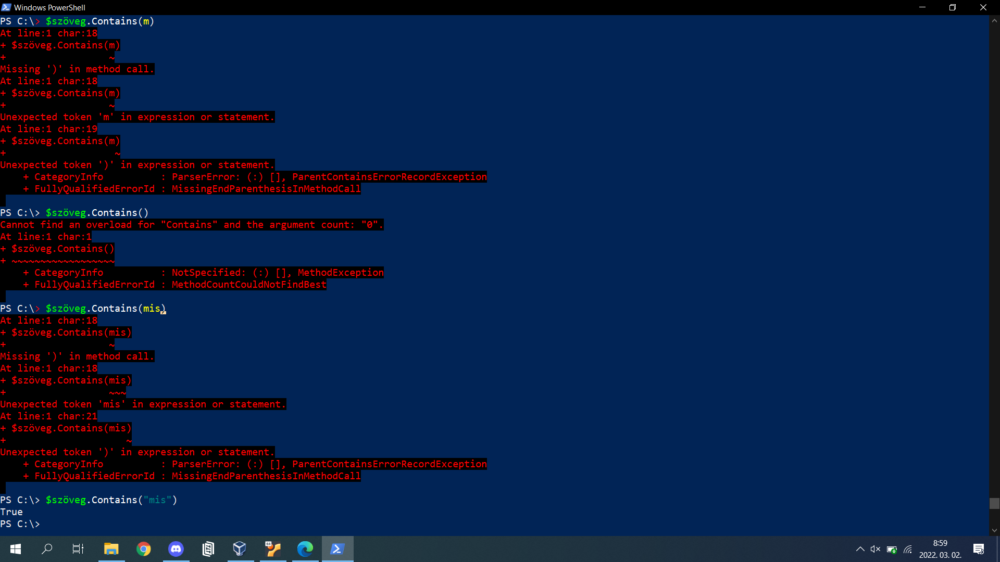 Windows PowerShell
PS C:\> $szöveg.Contains(m)
At line:1 char:18
+ $szöveg.Contains(m)
+                  ~
Missing ')' in method call.
At line:1 char:18
+ $szöveg.Contains(m)
+                  ~
Unexpected token 'm' in expression or statement.
At line:1 char:19
+ $szöveg.Contains(m)
+                   ~
Unexpected token ')' in expression or statement.
    + CategoryInfo          : ParserError: (:) [], ParentContainsErrorRecordException
    + FullyQualifiedErrorId : MissingEndParenthesisInMethodCall
PS C:\> $szöveg.Contains()
Cannot find an overload for "Contains" and the argument count: "0".
At line:1 char:1
+ $szöveg.Contains()
+ ~~~~~~~~~~~~~~~~~~
    + CategoryInfo          : NotSpecified: (:) [], MethodException
    + FullyQualifiedErrorId : MethodCountCouldNotFindBest
PS C:\> $szöveg.Contains(mis)
At line:1 char:18
+ $szöveg.Contains(mis)
+                  ~
Missing ')' in method call.
At line:1 char:18
+ $szöveg.Contains(mis)
+                  ~~~
Unexpected token 'mis' in expression or statement.
At line:1 char:21
+ $szöveg.Contains(mis)
+                     ~
Unexpected token ')' in expression or statement.
    + CategoryInfo          : ParserError: (:) [], ParentContainsErrorRecordException
    + FullyQualifiedErrorId : MissingEndParenthesisInMethodCall
PS C:\> $szöveg.Contains("mis")
True
PS C:\>
64
8:59
2022. 03. 02.